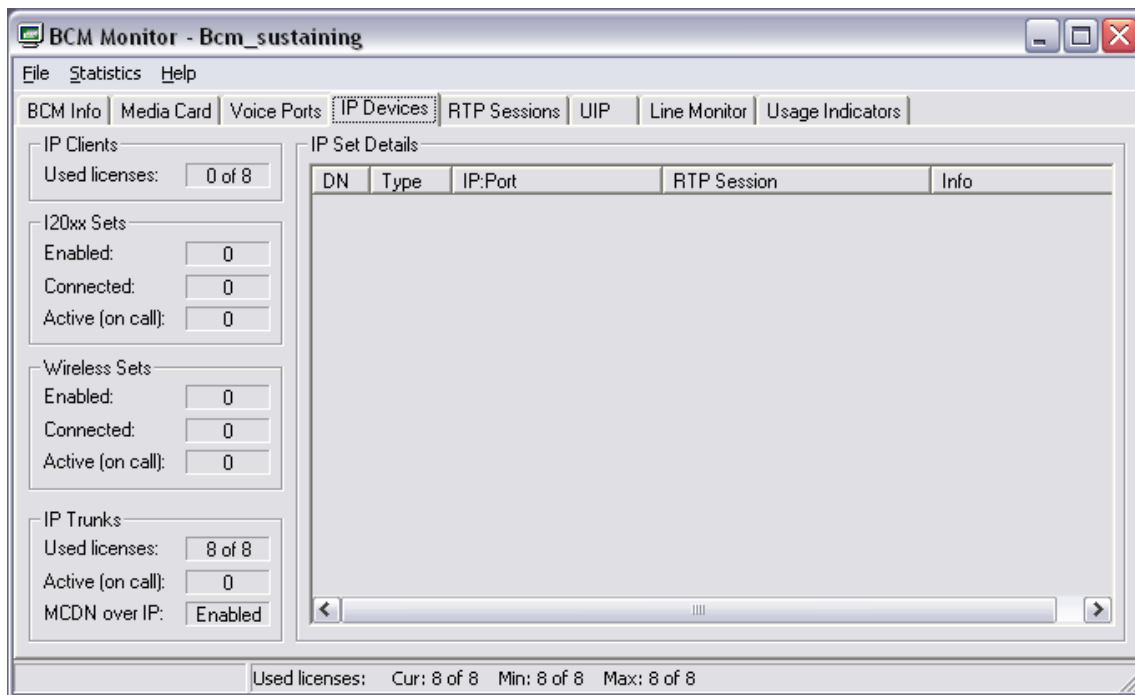 BCM Monitor - Bcm_sustaining
File Statistics Help
BCM Info Media Card Voice Ports IP Devices RTP Sessions UIP Line Monitor Usage Indicators
IP Clients
Used licenses: 0 of 8
I20xx Sets
Enabled: 0
Connected: 0
Active (on call): 0
Wireless Sets
Enabled: 0
Connected: 0
Active (on call): 0
IP Trunks
Used licenses: 8 of 8
Active (on call): 0
MCDN over IP: Enabled
IP Set Details
DN Type IP:Port RTP Session Info
Used licenses: Cur: 8 of 8 Min: 8 of 8 Max: 8 of 8